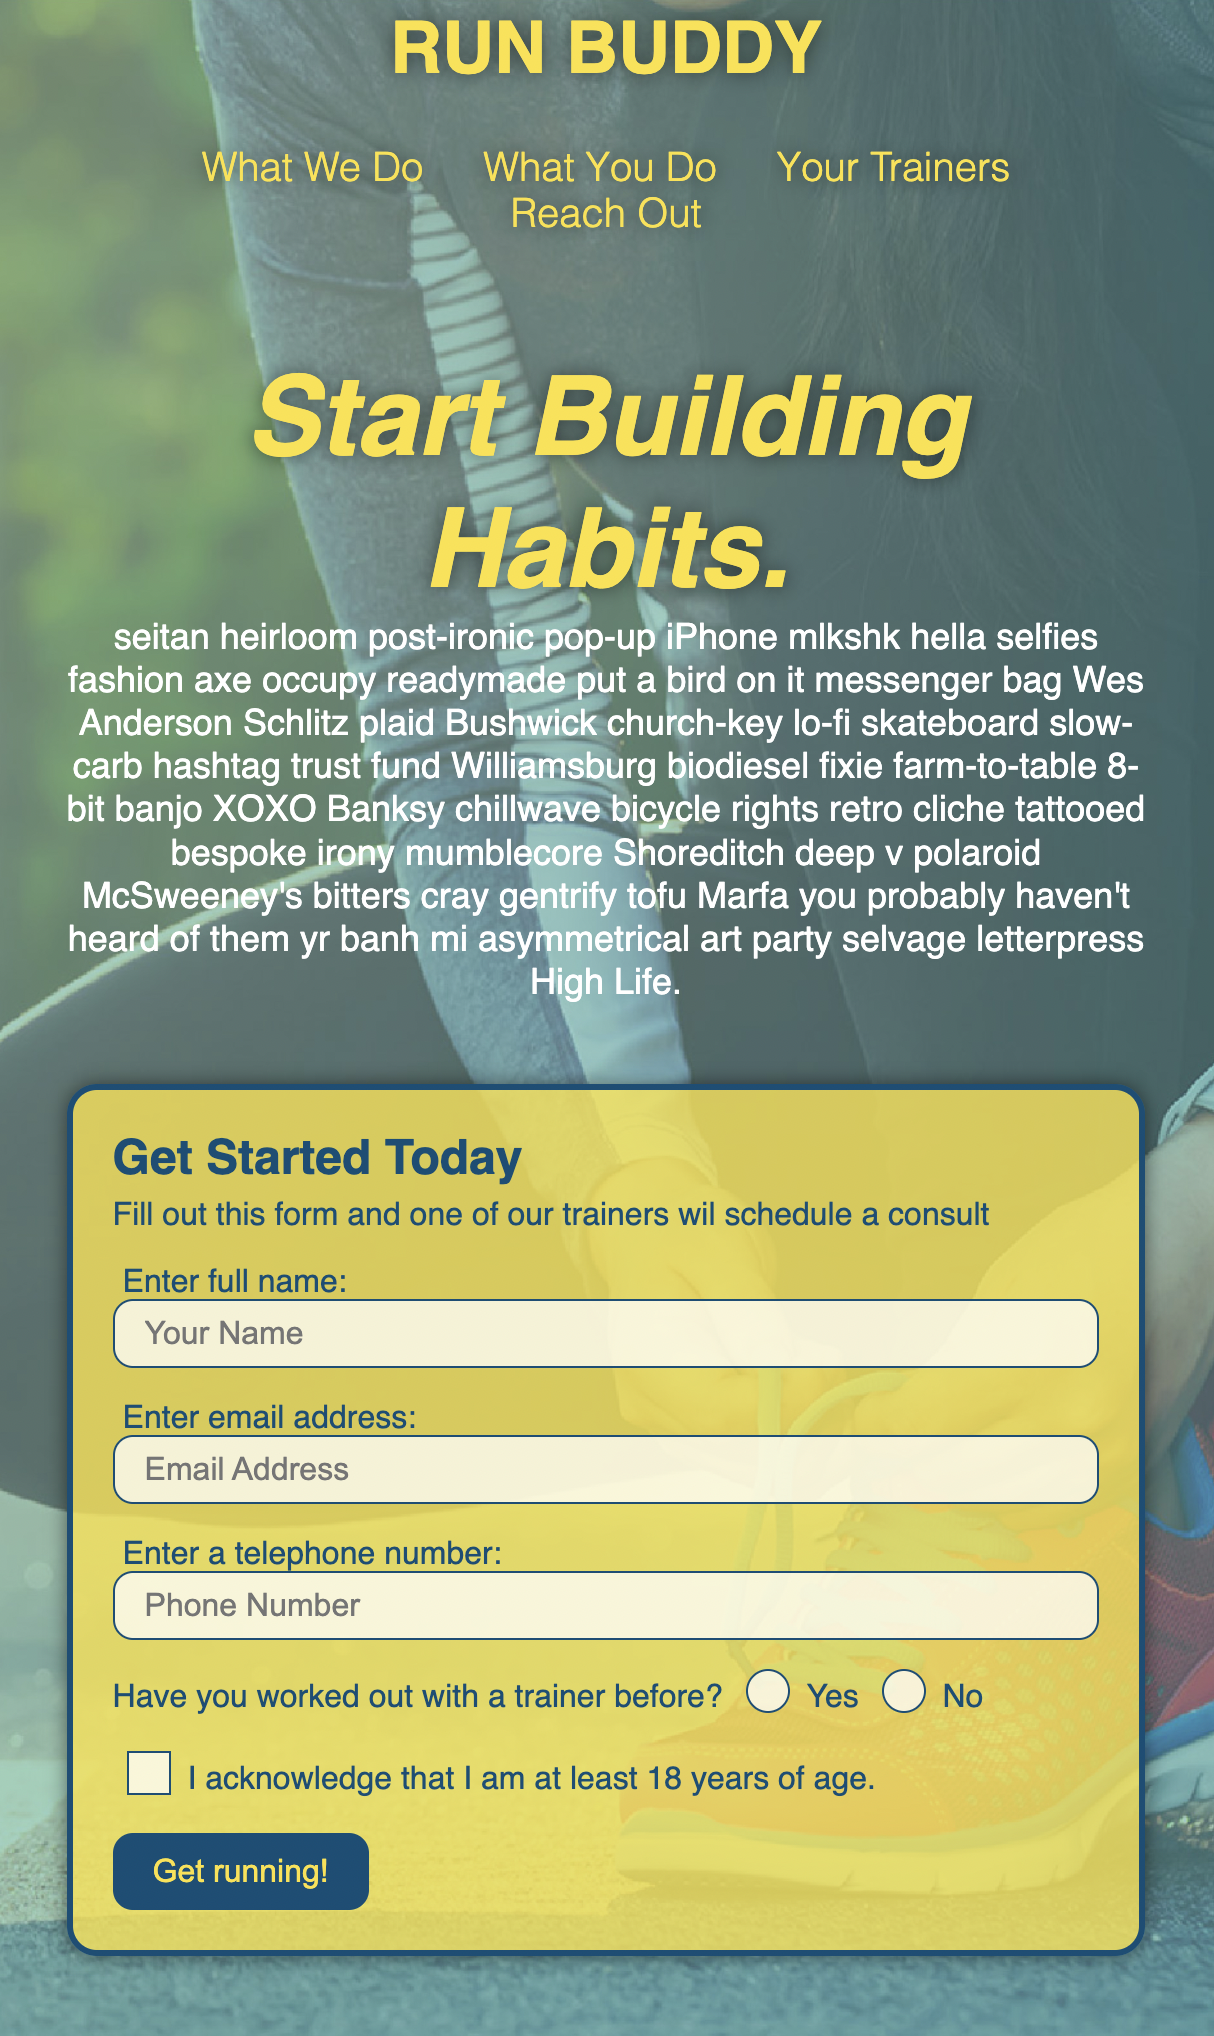 RUN BUDDY
What We Do What You Do Your Trainers
Reach Out
Start Building
Habits.
seitan heirloom post-ironic pop-up iPhone mlkshk hella selfies
fashion axe occupy readymade put a bird on it messenger bag Wes
Anderson Schlitz plaid Bushwick church-key lo-fi skateboard slow-
carb hashtag trust fund Williamsburg biodiesel fixie farm-to-table 8-
bit banjo XOXO Banksy chillwave bicycle rights retro cliche tattooed
bespoke irony mumblecore Shoreditch deep v polaroid
McSweeney's bitters cray gentrify tofu Marfa you probably haven't
heard of them yr banh mi asymmetrical art party selvage letterpress
High Life.
Get Started Today
Fill out this form and one of our trainers wil schedule a consult
Enter full name:
Your Name
Enter email address:
Email Address
Enter a telephone number:
Phone Number
Have you worked out with a trainer before? Yes No
I acknowledge that I am at least 18 years of age.
Get running!